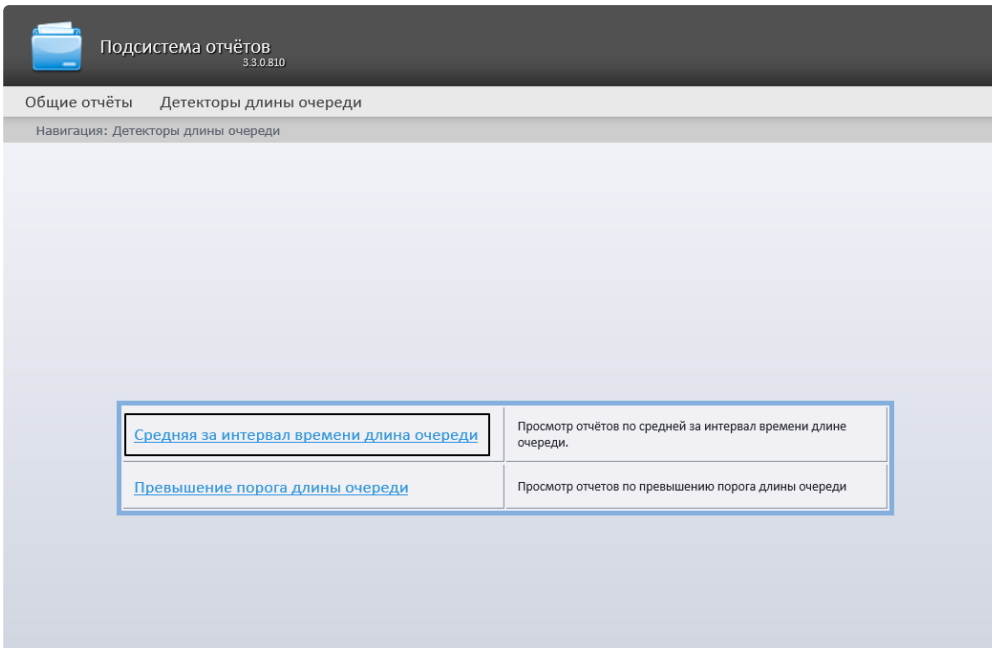 Подсистема отчётов
3.3.0.810
Общие отчёты Детекторы длины очереди
Навигация: Детекторы длины очереди
Средняя за интервал времени длина очереди
Просмотр отчётов по средней за интервал времени длине
очереди.
Превышение порога длины очереди
Просмотр отчетов по превышению порога длины очереди